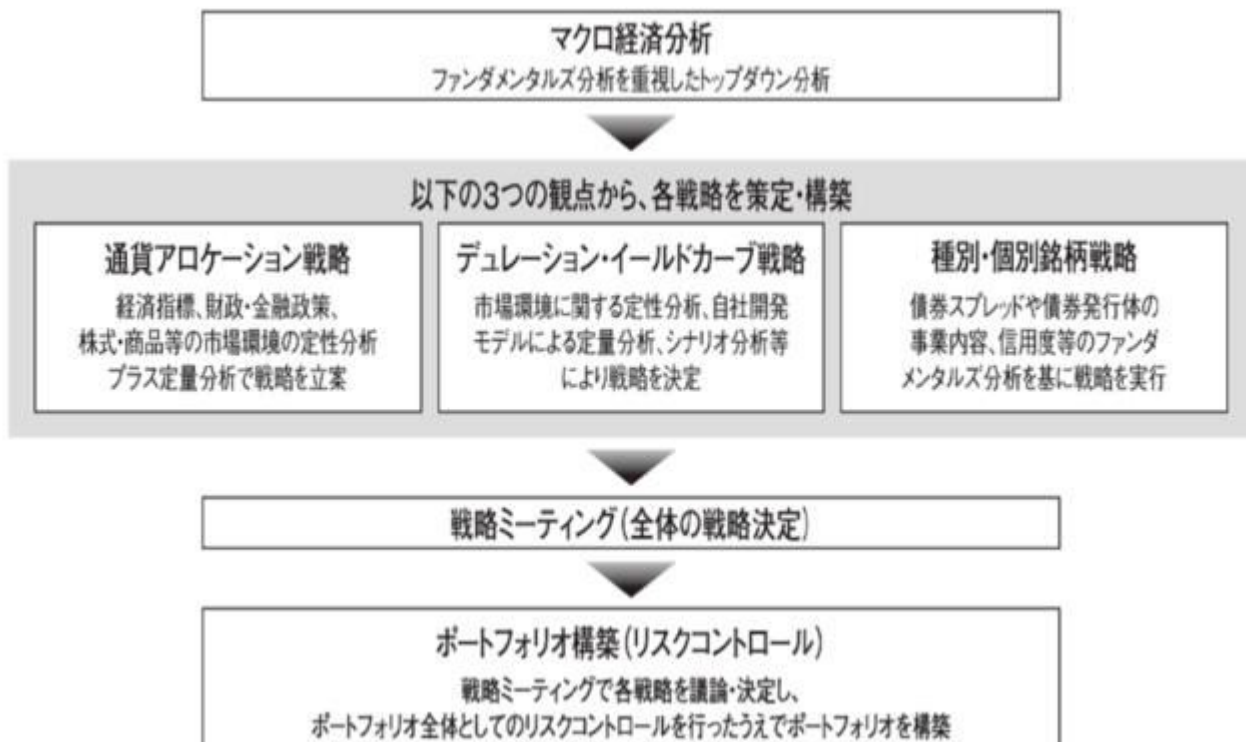 マクロ経済分析
ファンダメンタルズ分析を重視したトップダウン分析
以下の3つの観点から、各戦略を策定・構築
通貨アロケーション戦略
経済指標、財政・金融政策、
株式・商品等の市場環境の定性分析
プラス定量分析で戦略を立案
デュレーション・イールドカーブ戦略
市場環境に関する定性分析、自社開発
モデルによる定量分析、シナリオ分析等
により戦略を決定
種別・個別銘柄戦略
債券スプレッドや債券発行体の
事業内容、信用度等のファンダ
メンタルズ分析を基に戦略を実行
戦略ミーティング(全体の戦略決定)
ポートフォリオ構築(リスクコントロール)
戦略ミーティングで各戦略を議論・決定し、
ポートフォリオ全体としてのリスクコントロールを行ったうえでポートフォリオを構築